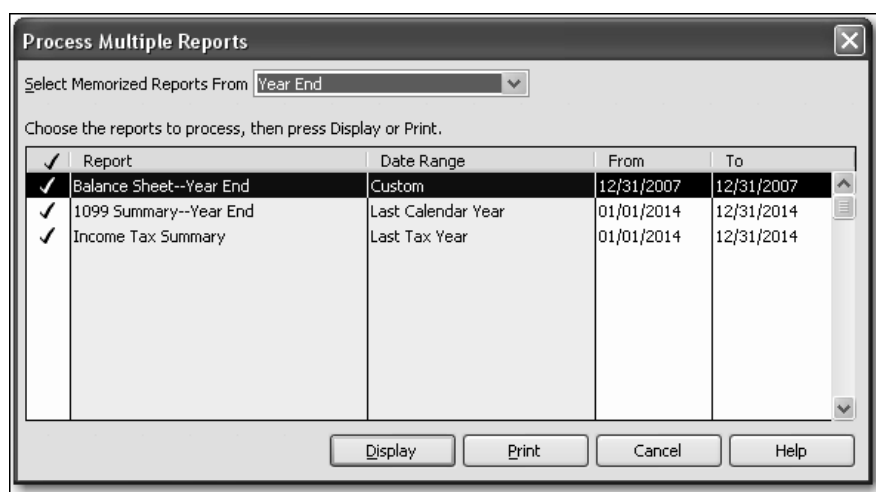 Process Multiple Reports
Select Memorized Reports From Year End
Choose the reports to process, then press Display or Print.
✓ Report Date Range From To
✓ Balance Sheet--Year End Custom 12/31/2007 12/31/2007
✓ 1099 Summary--Year End Last Calendar Year 01/01/2014 12/31/2014
✓ Income Tax Summary Last Tax Year 01/01/2014 12/31/2014
Display Print Cancel Help